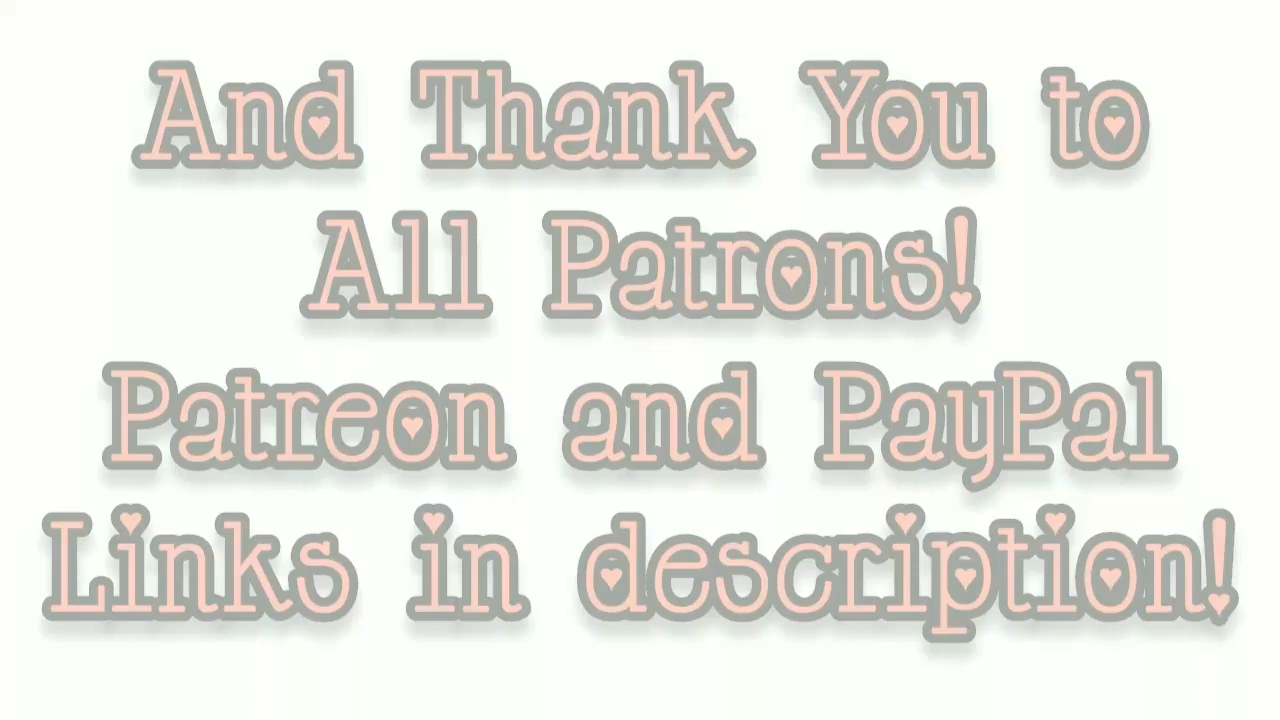 And Thank You to
All Patrons!
Patreon and PayPal
Links in description!